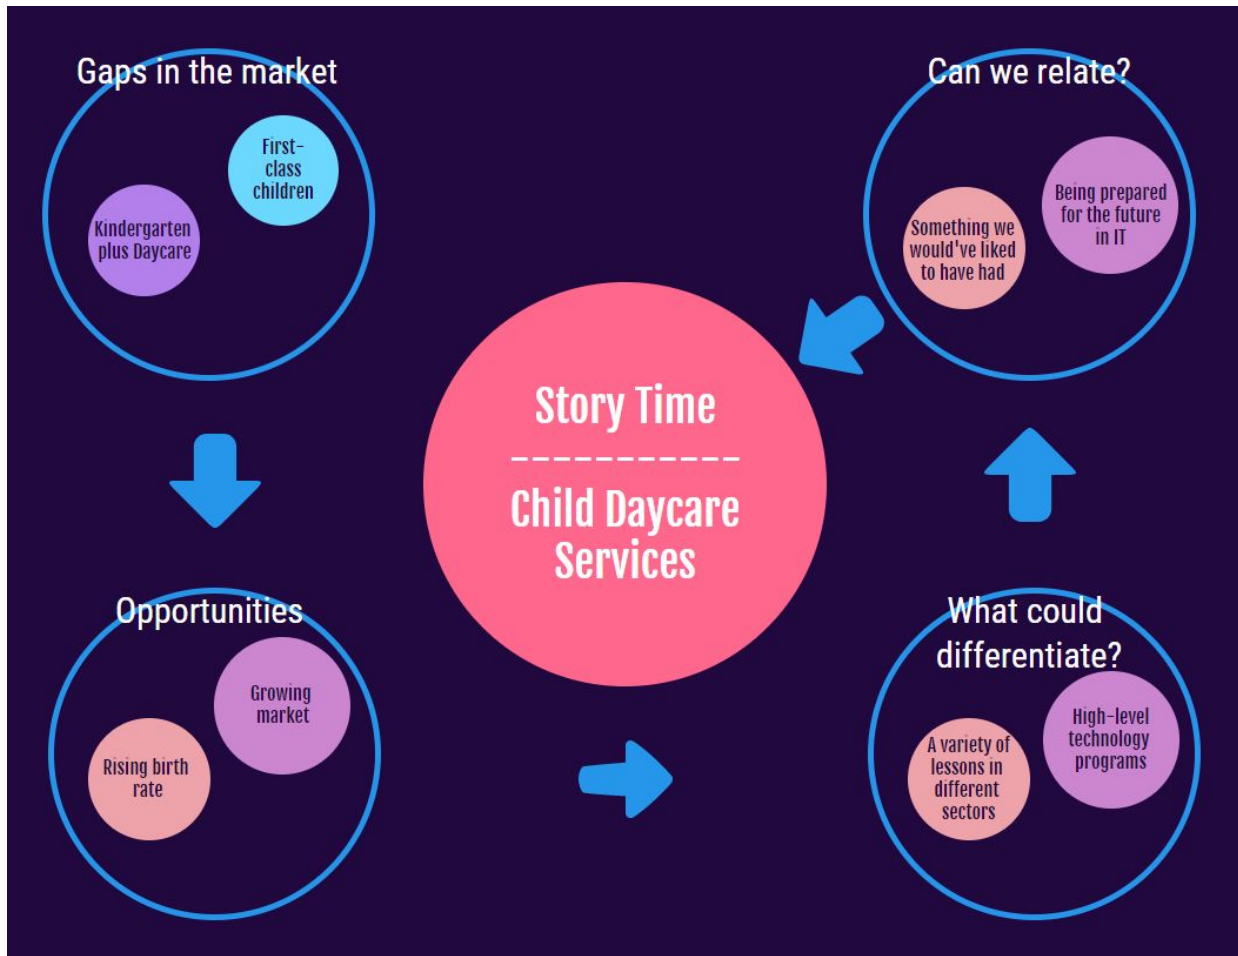 Gaps in the market
First-
class
children
Kindergarten
plus Daycare
Can we relate?
Being prepared
for the future
in IT
Something we
would've liked
to have had
Story Time
-----------
Child Daycare
Services
Opportunities
Growing
market
Rising birth
rate
What could
differentiate?
High-level
technology
programs
A variety of
lessons in
different
sectors